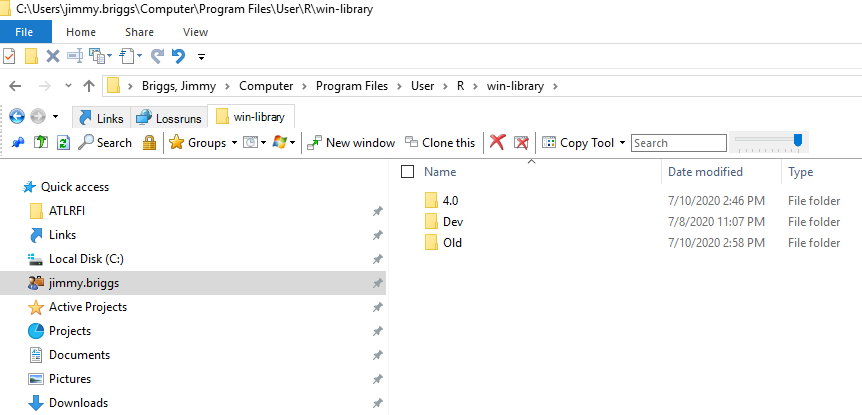 C:\Users\jimmy.briggs\Computer\Program Files\User\R\win-library
File Home Share View
Briggs, Jimmy Computer Program Files User R win-library
Links Lossruns win-library
Search Groups New window Clone this Copy Tool Search
Name Date modified Type
Quick access
4.0 7/10/2020 2:46 PM File folder
ATLRFI
Dev 7/8/2020 11:07 PM File folder
Links
Old 7/10/2020 2:58 PM File folder
Local Disk (C:)
jimmy.briggs
Active Projects
Projects
Documents
Pictures
Downloads